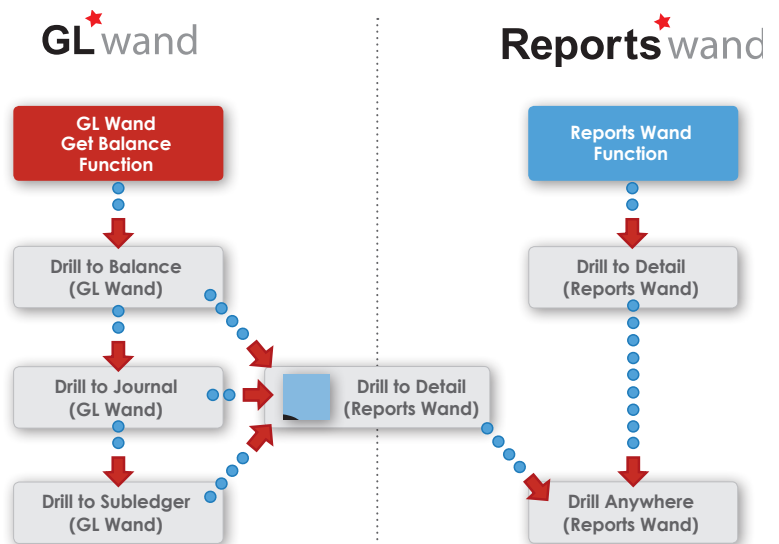 GL wand
Reports wand
GL Wand
Get Balance
Function
Reports Wand
Function
Drill to Balance
(GL Wand)
Drill to Detail
(Reports Wand)
Drill to Journal
(GL Wand)
Drill to Detail
(Reports Wand)
Drill to Subledger
(GL Wand)
Drill Anywhere
(Reports Wand)